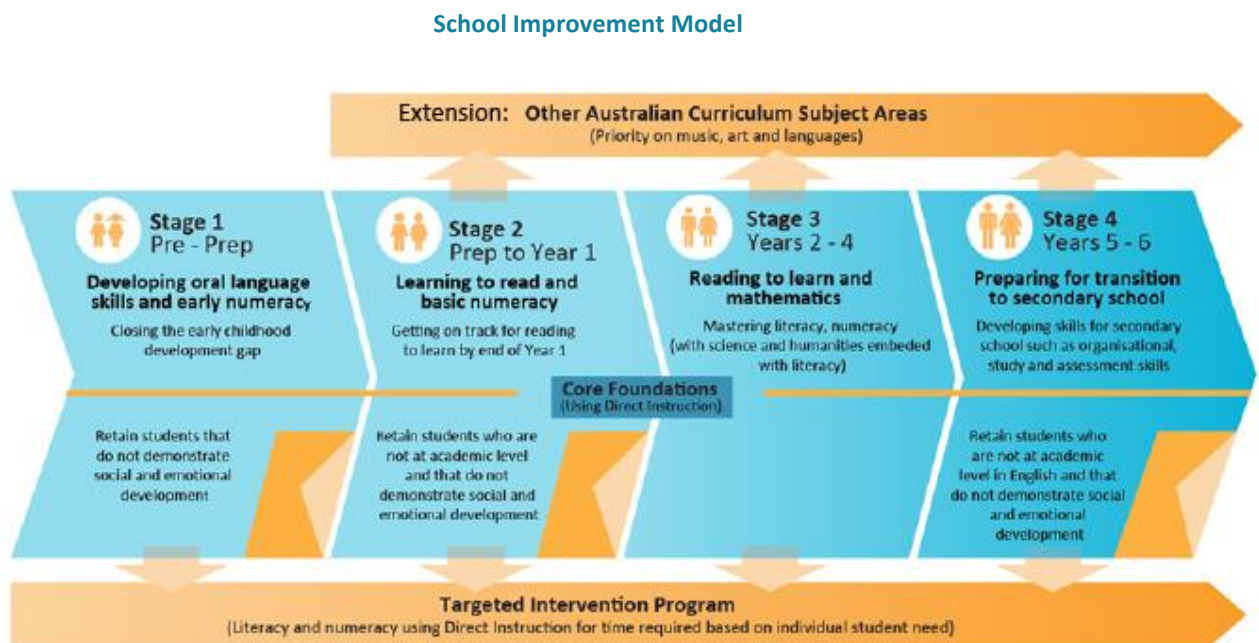 School Improvement Model
Extension: Other Australian Curriculum Subject Areas
(Priority on music, art and languages)
Stage 1
Pre - Prep
Developing oral language
skills and early numeracy
Closing the early childhood
development gap
Stage 2
Prep to Year 1
Learning to read and
basic numeracy
Getting on track for reading
to learn by end of Year 1
Stage 3
Years 2 - 4
Reading to learn and
mathematics
Mastering literacy, numeracy
(with science and humanities embeded
with literacy)
Stage 4
Years 5 - 6
Preparing for transition
to secondary school
Developing skills for secondary
school such as organisational,
study and assessment skills
Core Foundations
(Using Direct Instruction)
Retain students that
do not demonstrate
social and emotional
development
Retain students who are
not at academic level
and that do not
demonstrate social and
emotional development
Retain students who
are not at academic
level in English and that
do not demonstrate social
and emotional
development
Targeted Intervention Program
(Literacy and numeracy using Direct Instruction for time required based on individual student need)